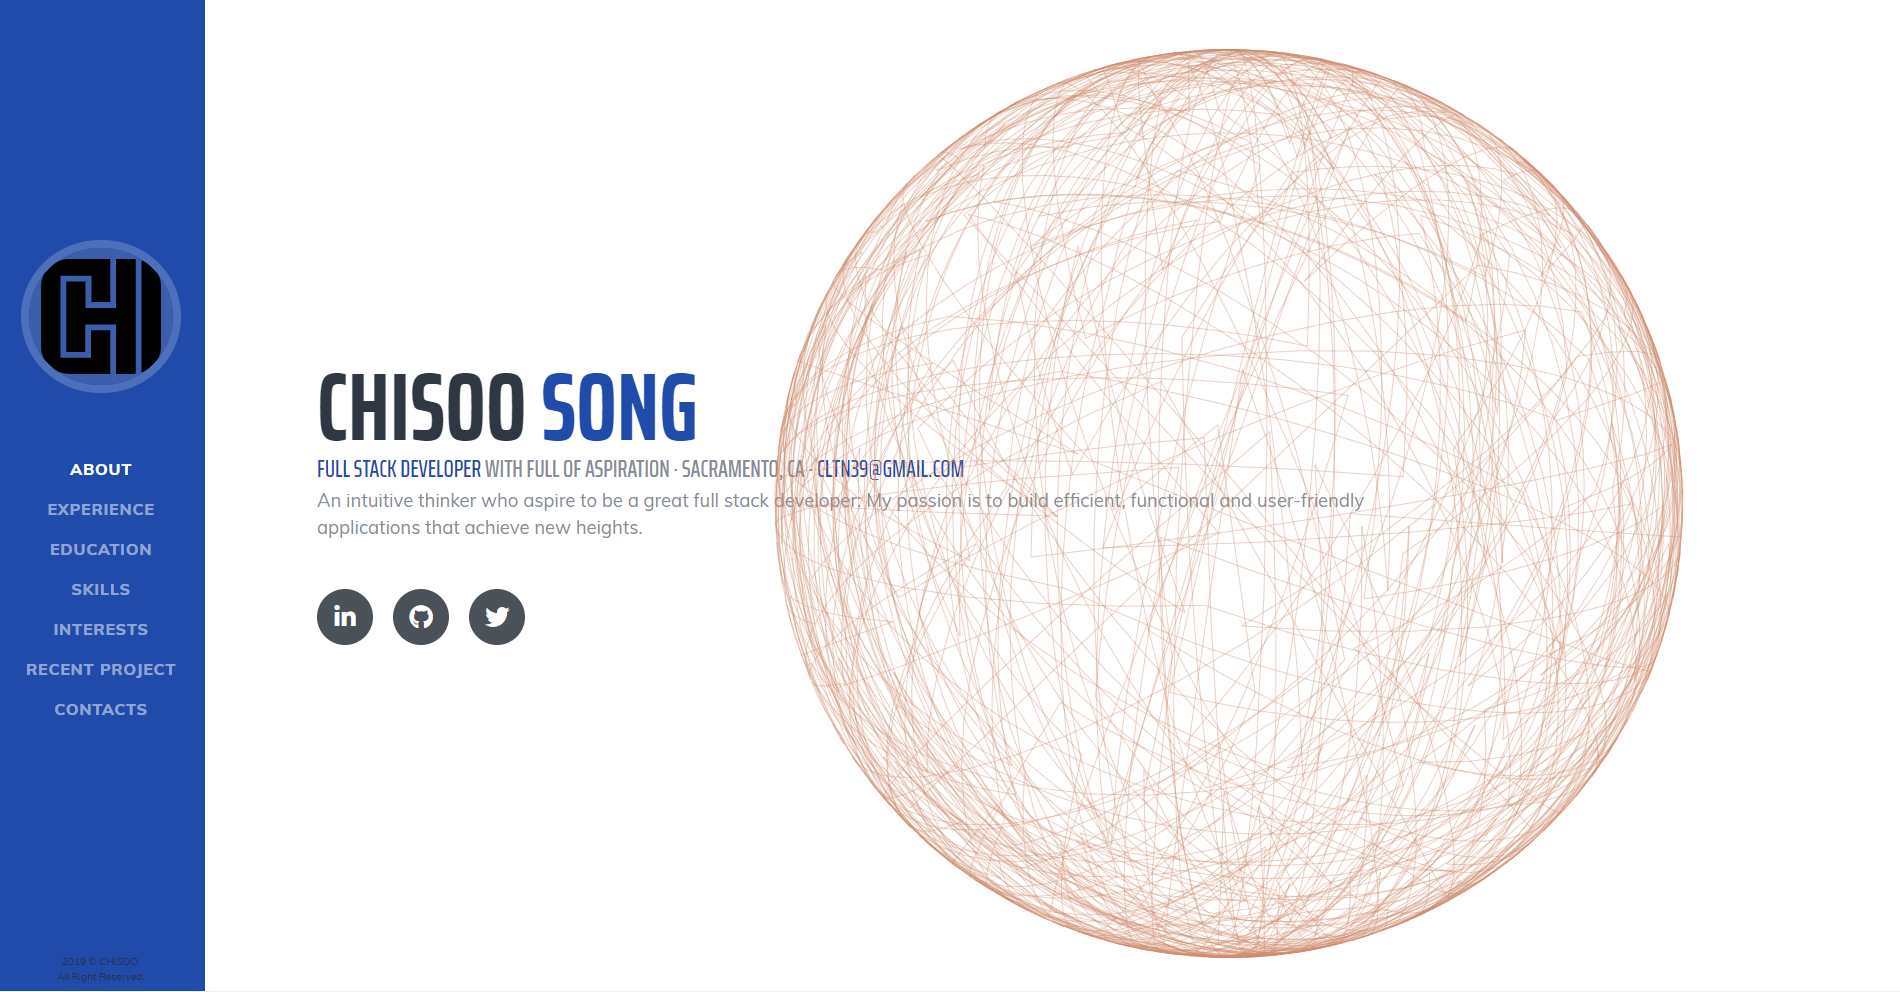 CHI
ABOUT
EXPERIENCE
EDUCATION
SKILLS
INTERESTS
RECENT PROJECT
CONTACTS
2019 © CHISOO.
All Right Reserved.
CHISOO SONG
FULL STACK DEVELOPER WITH FULL OF ASPIRATION · SACRAMENTO, CA · CLTN39@GMAIL.COM
An intuitive thinker who aspire to be a great full stack developer; My passion is to build efficient, functional and user-friendly
applications that achieve new heights.
in